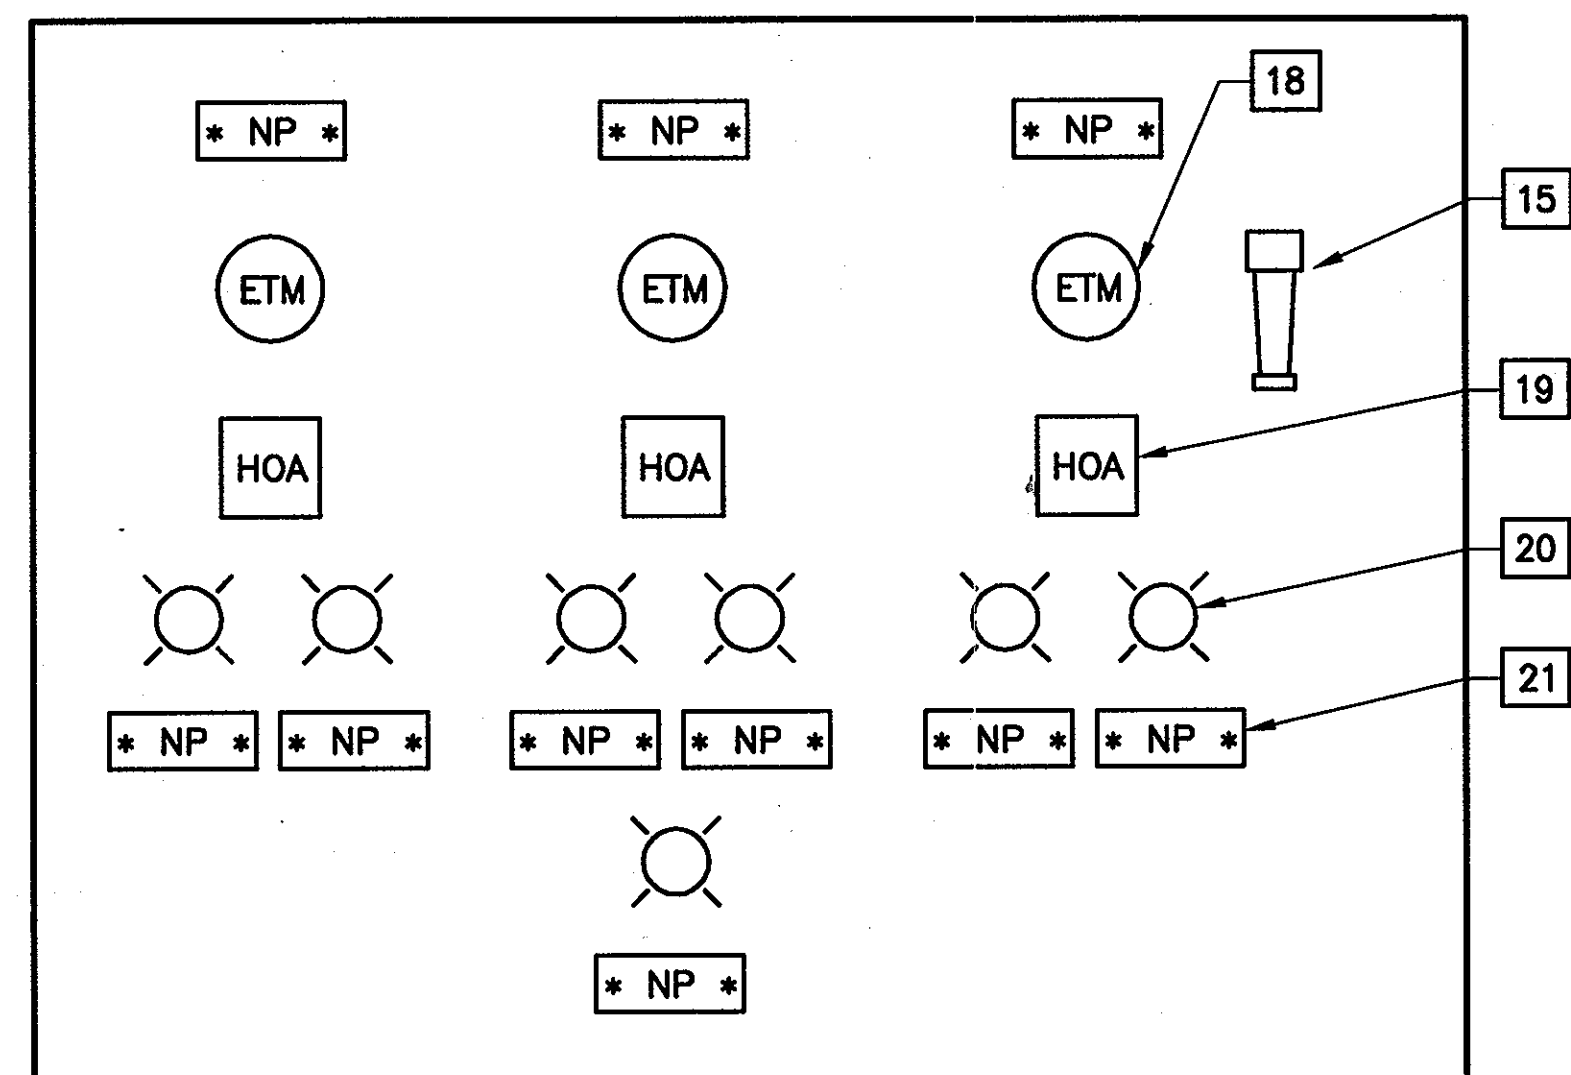 18
* NP * * NP * * NP *
15
ETM ETM ETM
19
HOA HOA HOA
20
21
* NP * * NP * * NP * * NP * * NP * * NP *
* NP *